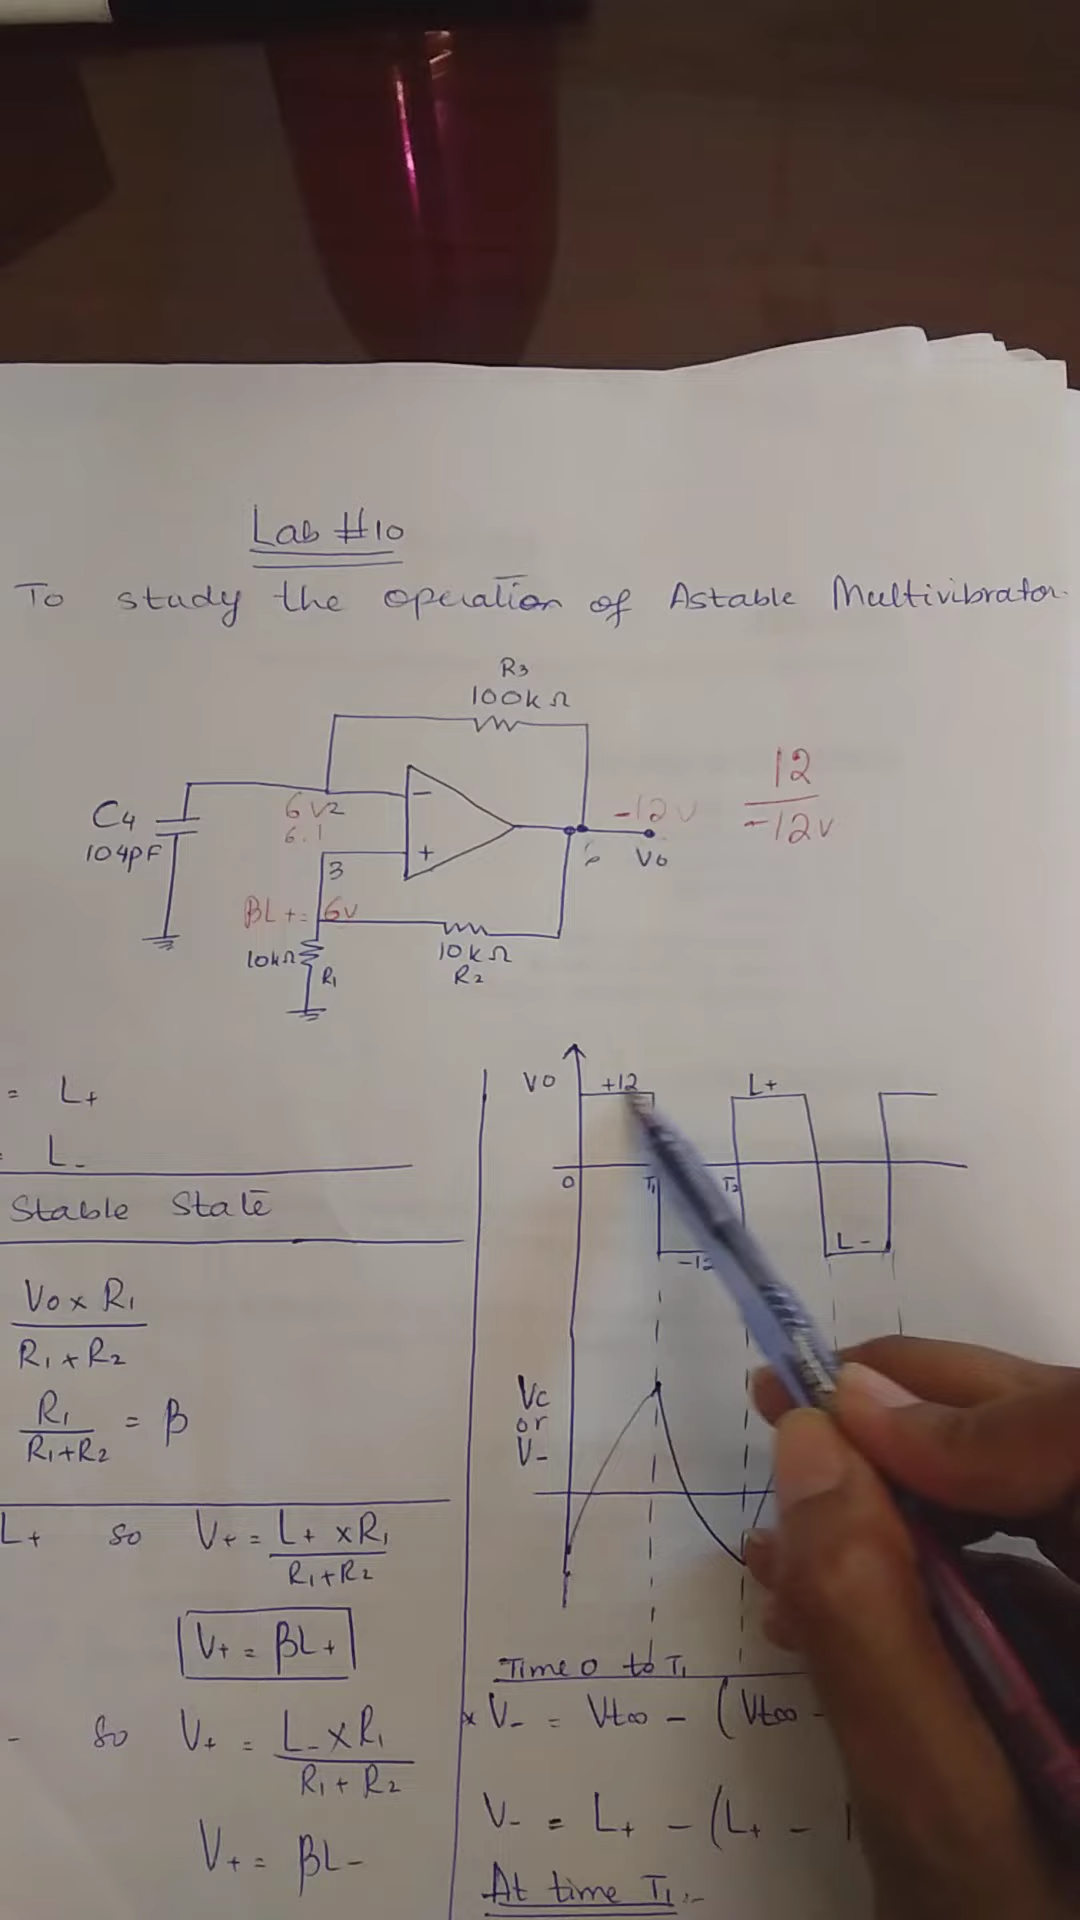 Lab #10
To study the operation of Astable Multivibrator.
R3
100kΩ
C4
104pF
6V2
6.1
-
+
3
-12V
Vo
12
-12v
βL+= 6v
10kΩ
R1
10kΩ
R2
= L+
L-
Stable State
Vo x R1
R1+R2
R1
R1+R2
= β
L+ so V+ = L+ x R1
R1+R2
V+ = βL+
- so V+ = L- x R1
R1 + R2
V+ = βL-
Vo
+12
L+
0
T1
T2
-12
L-
Vc
or
V-
Time 0 to T1
* V- = Vt∞ - (Vt∞ -
V- = L+ - (L+ -
At time T1:-